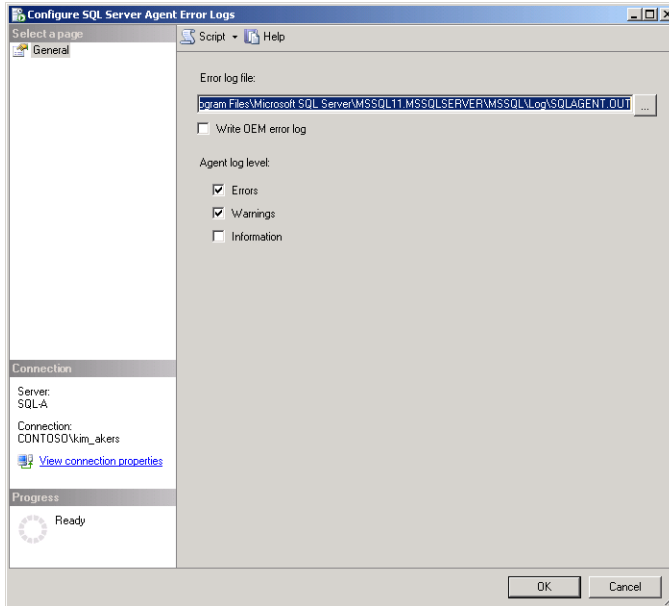 Configure SQL Server Agent Error Logs
Select a page
General
Script Help
Error log file:
ogram Files\Microsoft SQL Server\MSSQL11.MSSQLSERVER\MSSQL\Log\SQLAGENT.OUT ...
Write OEM error log
Agent log level:
Errors
Warnings
Information
Connection
Server:
SQL-A
Connection:
CONTOSO\kim_akers
View connection properties
Progress
Ready
OK Cancel